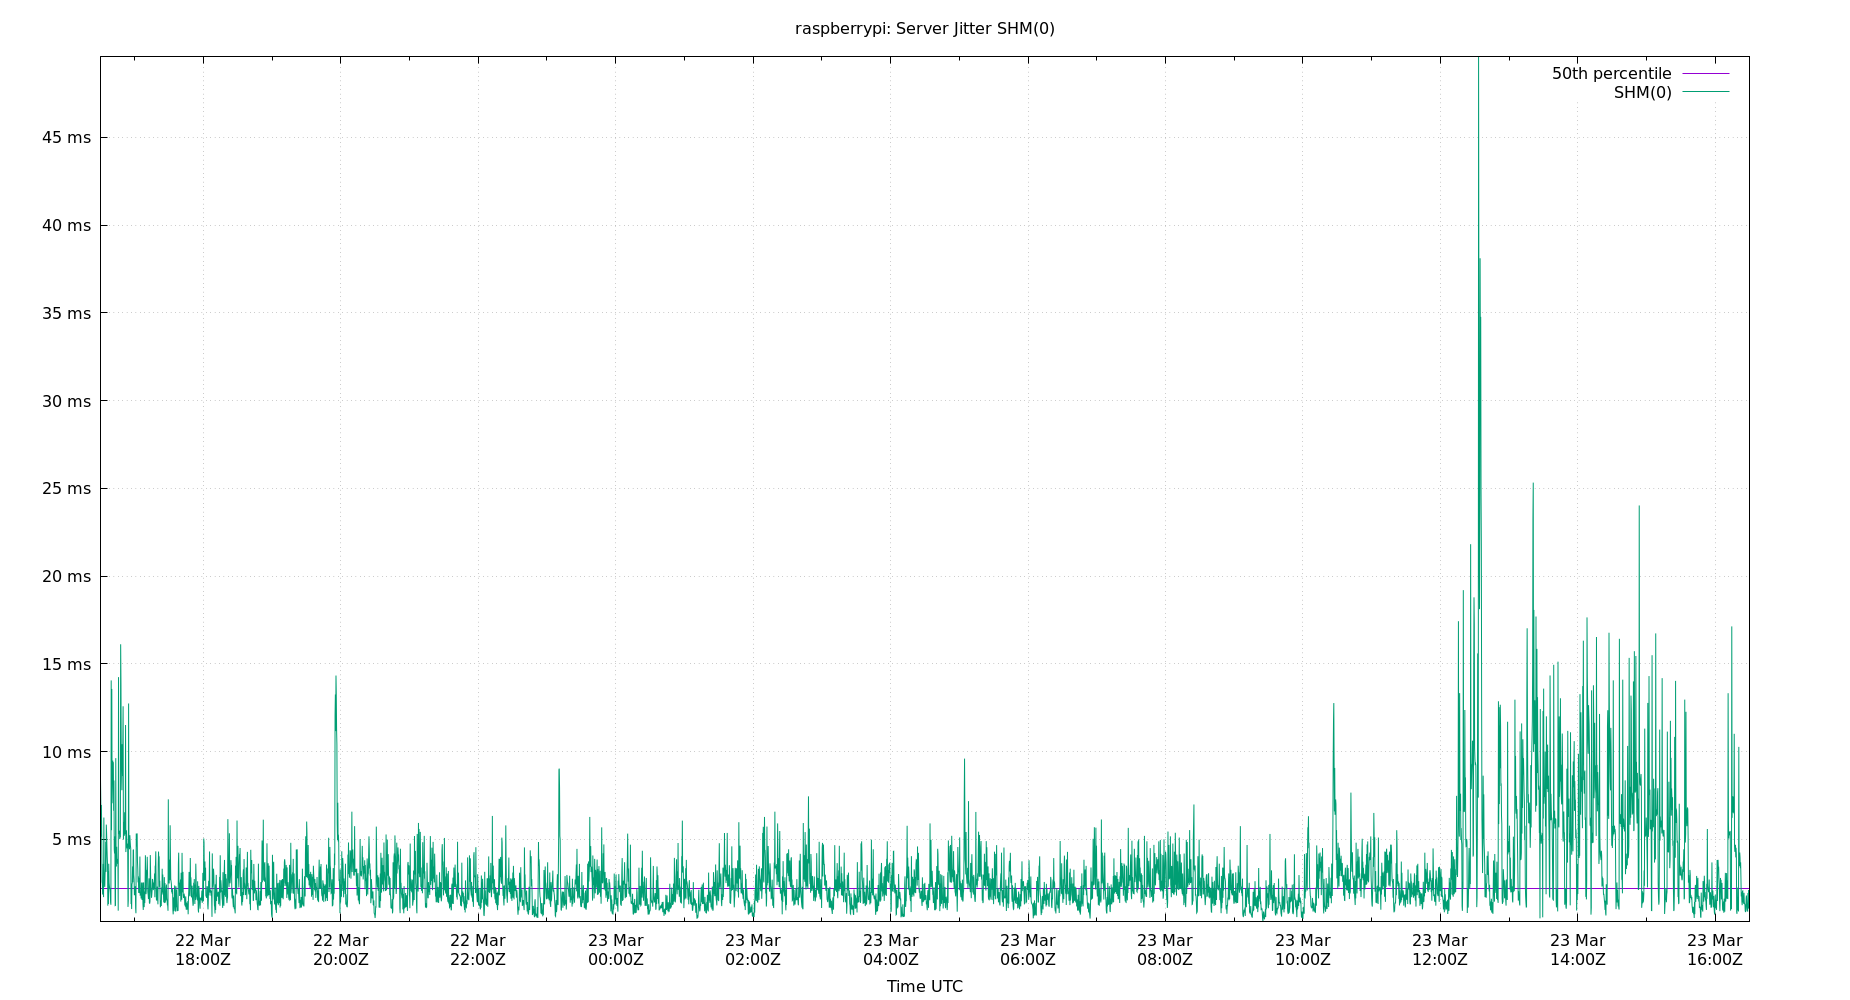 raspberrypi: Server Jitter SHM(0)
50th percentile
SHM(0)
45 ms
40 ms
35 ms
30 ms
25 ms
20 ms
15 ms
10 ms
5 ms
22 Mar 22 Mar 22 Mar 23 Mar 23 Mar 23 Mar 23 Mar 23 Mar 23 Mar 23 Mar 23 Mar 23 Mar
18:00Z 20:00Z 22:00Z 00:00Z 02:00Z 04:00Z 06:00Z 08:00Z 10:00Z 12:00Z 14:00Z 16:00Z
Time UTC